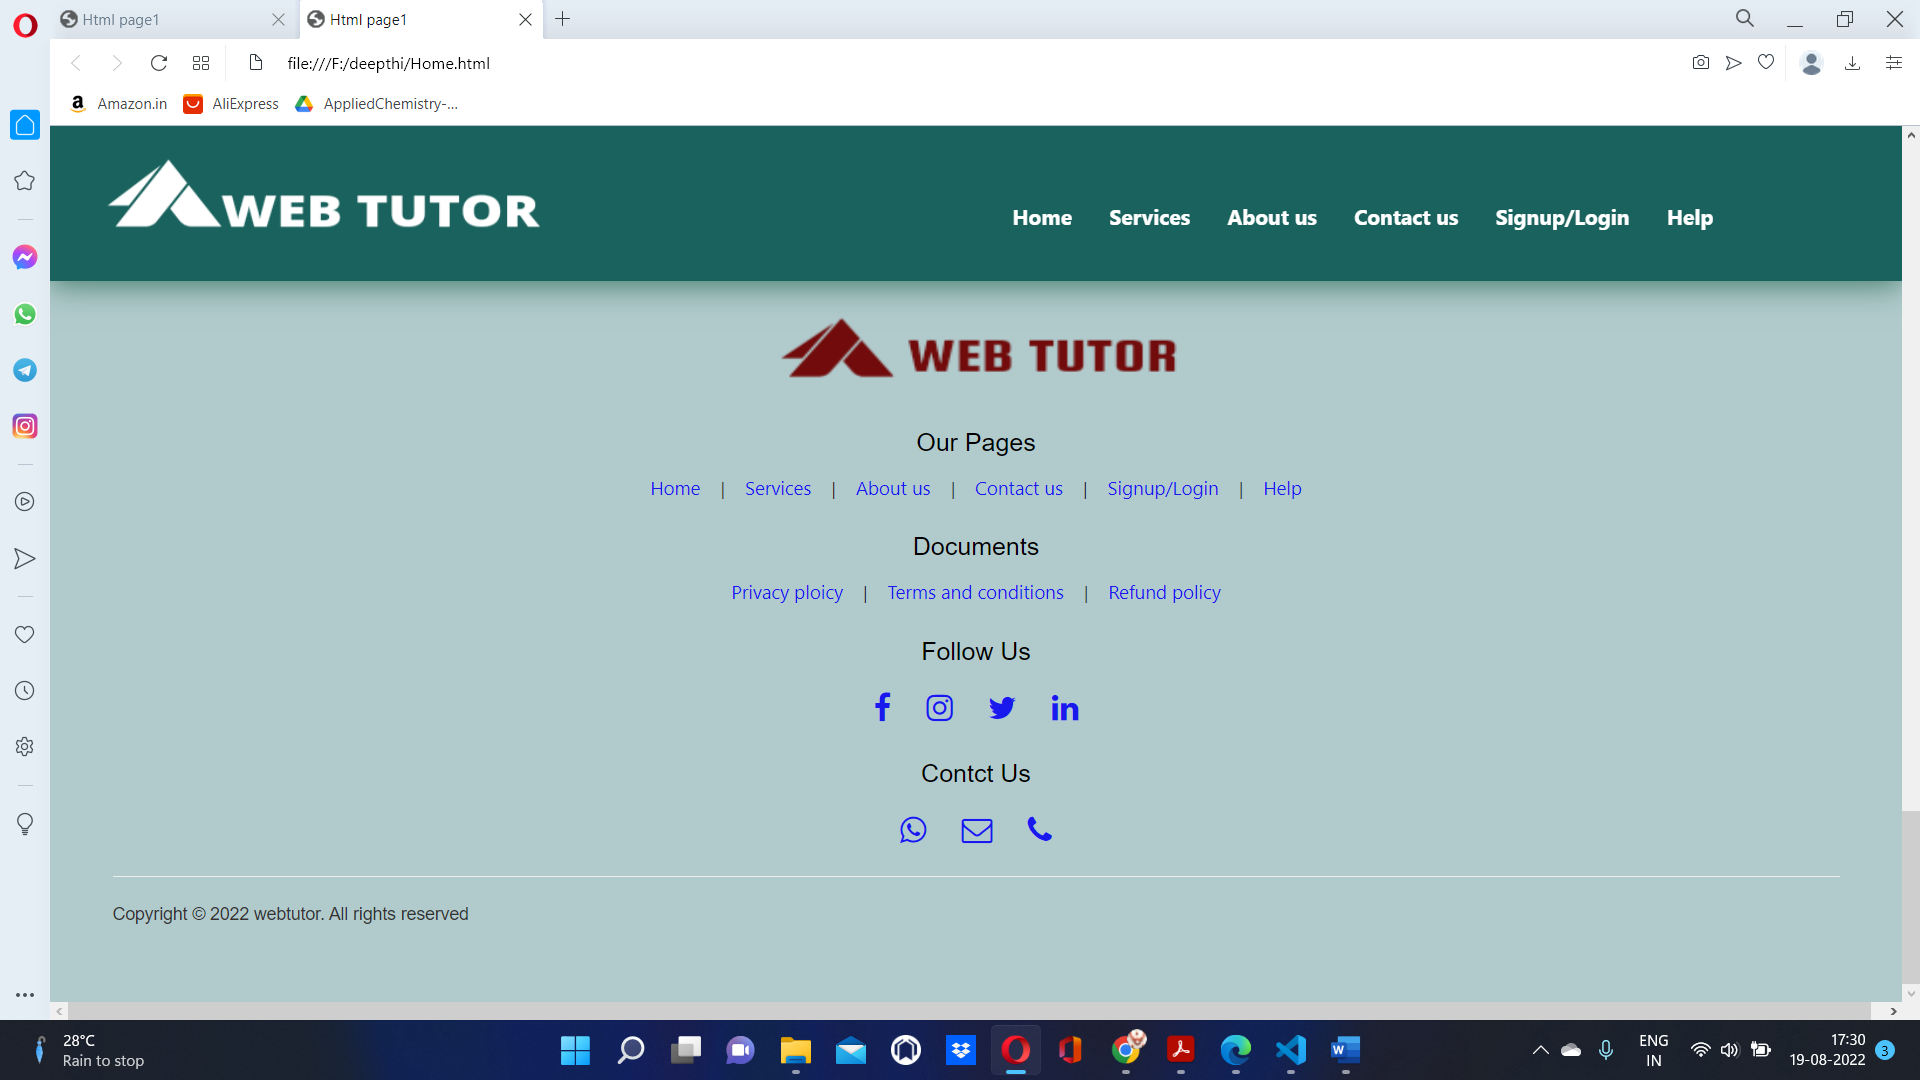 Html page1
Html page1
file:///F:/deepthi/Home.html
Amazon.in AliExpress AppliedChemistry-...
WEB TUTOR
Home Services About us Contact us Signup/Login Help
WEB TUTOR
Our Pages
Home | Services | About us | Contact us | Signup/Login | Help
Documents
Privacy ploicy | Terms and conditions | Refund policy
Follow Us
Contct Us
Copyright © 2022 webtutor. All rights reserved
28°C
Rain to stop
ENG
IN
17:30
19-08-2022
3